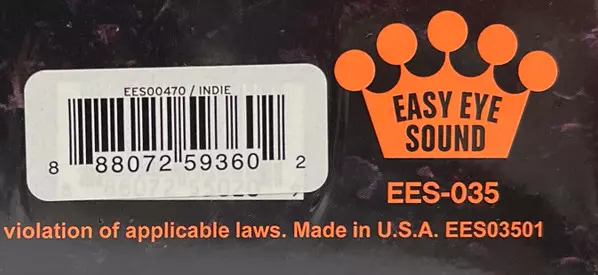 EES00470 / INDIE
8 88072 59360 2
EASY EYE
SOUND
EES-035
violation of applicable laws. Made in U.S.A. EES03501